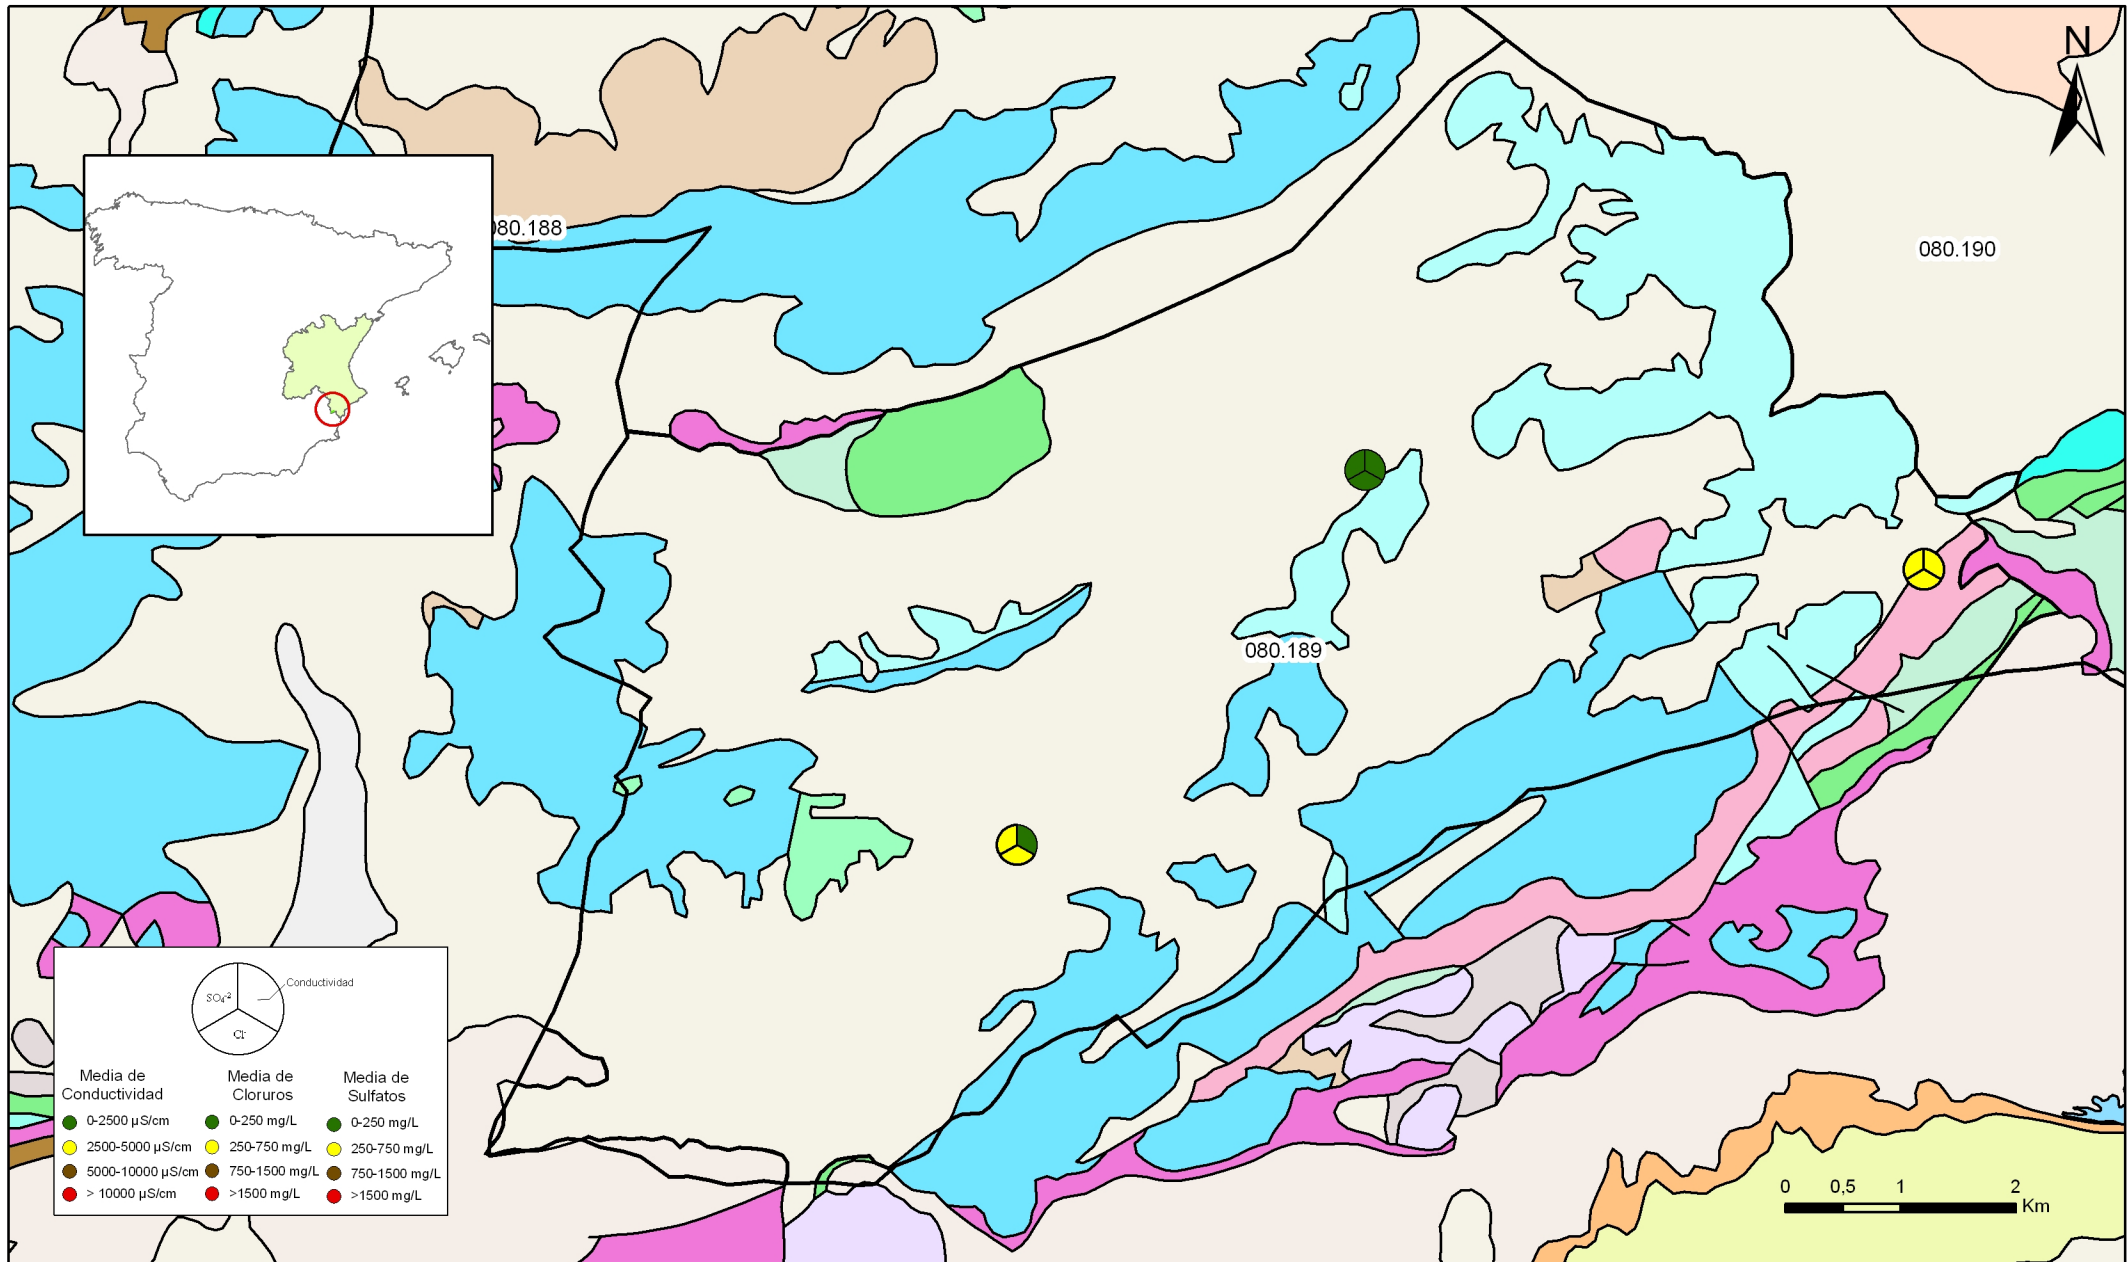 N
080.188
080.190
080.189
Conductividad
SO₄⁻²
Cl⁻
Media de
Conductividad
0-2500 µS/cm
2500-5000 µS/cm
5000-10000 µS/cm
> 10000 µS/cm
Media de
Cloruros
0-250 mg/L
250-750 mg/L
750-1500 mg/L
>1500 mg/L
Media de
Sulfatos
0-250 mg/L
250-750 mg/L
750-1500 mg/L
>1500 mg/L
0 0,5 1 2
Km